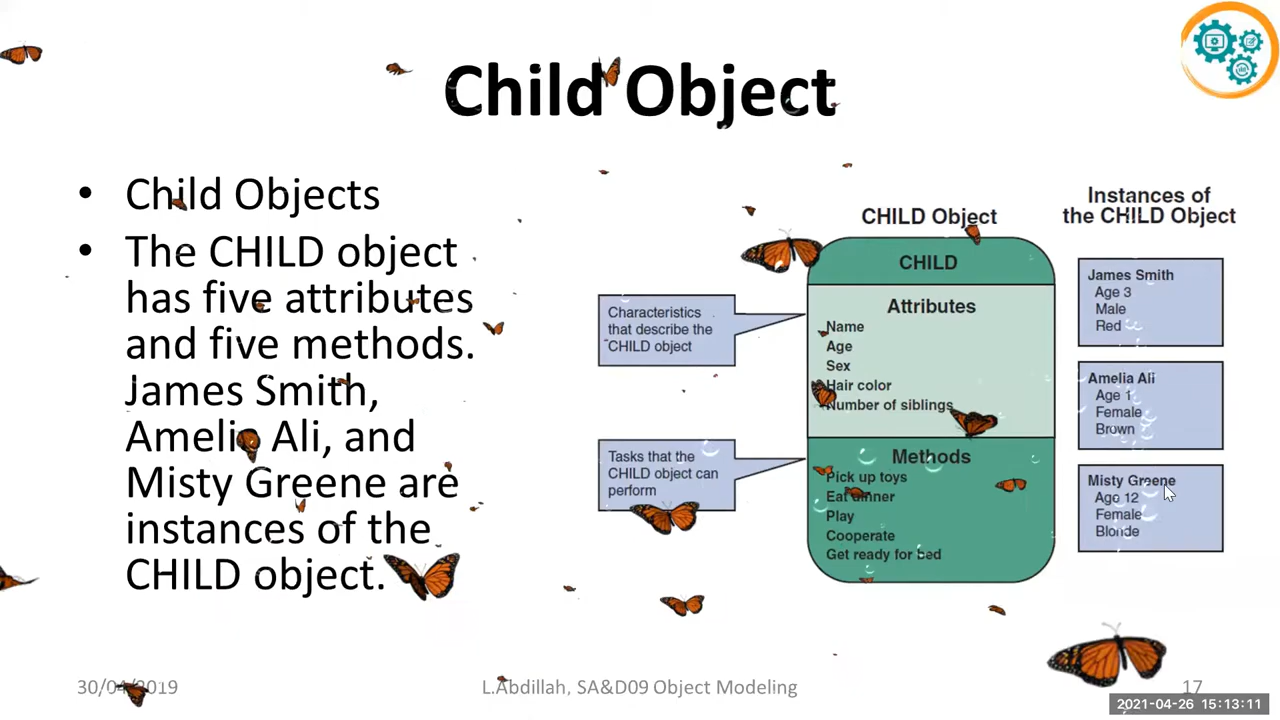 Child Object
• Child Objects
• The CHILD object
has five attributes
and five methods.
James Smith,
Amelia Ali, and
Misty Greene are
instances of the
CHILD object.
Characteristics
that describe the
CHILD object
Tasks that the
CHILD object can
perform
CHILD Object
CHILD
Attributes
Name
Age
Sex
Hair color
Number of siblings
Methods
Pick up toys
Eat dinner
Play
Cooperate
Get ready for bed
Instances of
the CHILD Object
James Smith
Age 3
Male
Red
Amelia Ali
Age 1
Female
Brown
Misty Greene
Age 12
Female
Blonde
30/04/2019
L.Abdillah, SA&D09 Object Modeling
17
2021-04-26 15:13:11